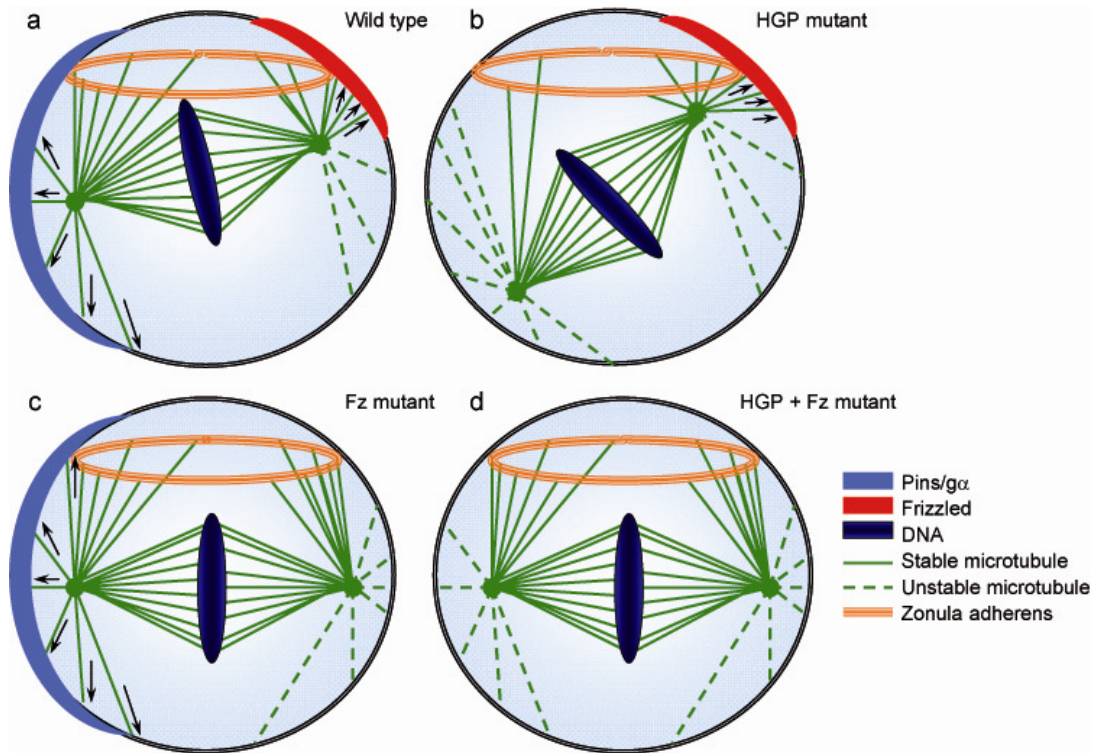 a
Wild type
b
HGP mutant
c
Fz mutant
d
HGP + Fz mutant
Pins/gα
Frizzled
DNA
Stable microtubule
Unstable microtubule
Zonula adherens